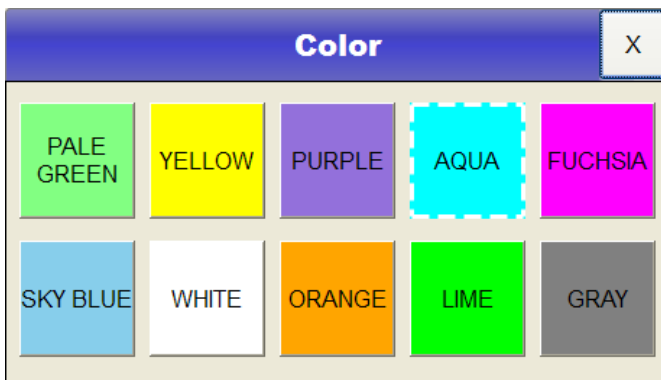 Color
X
PALE
GREEN
YELLOW
PURPLE
AQUA
FUCHSIA
SKY BLUE
WHITE
ORANGE
LIME
GRAY